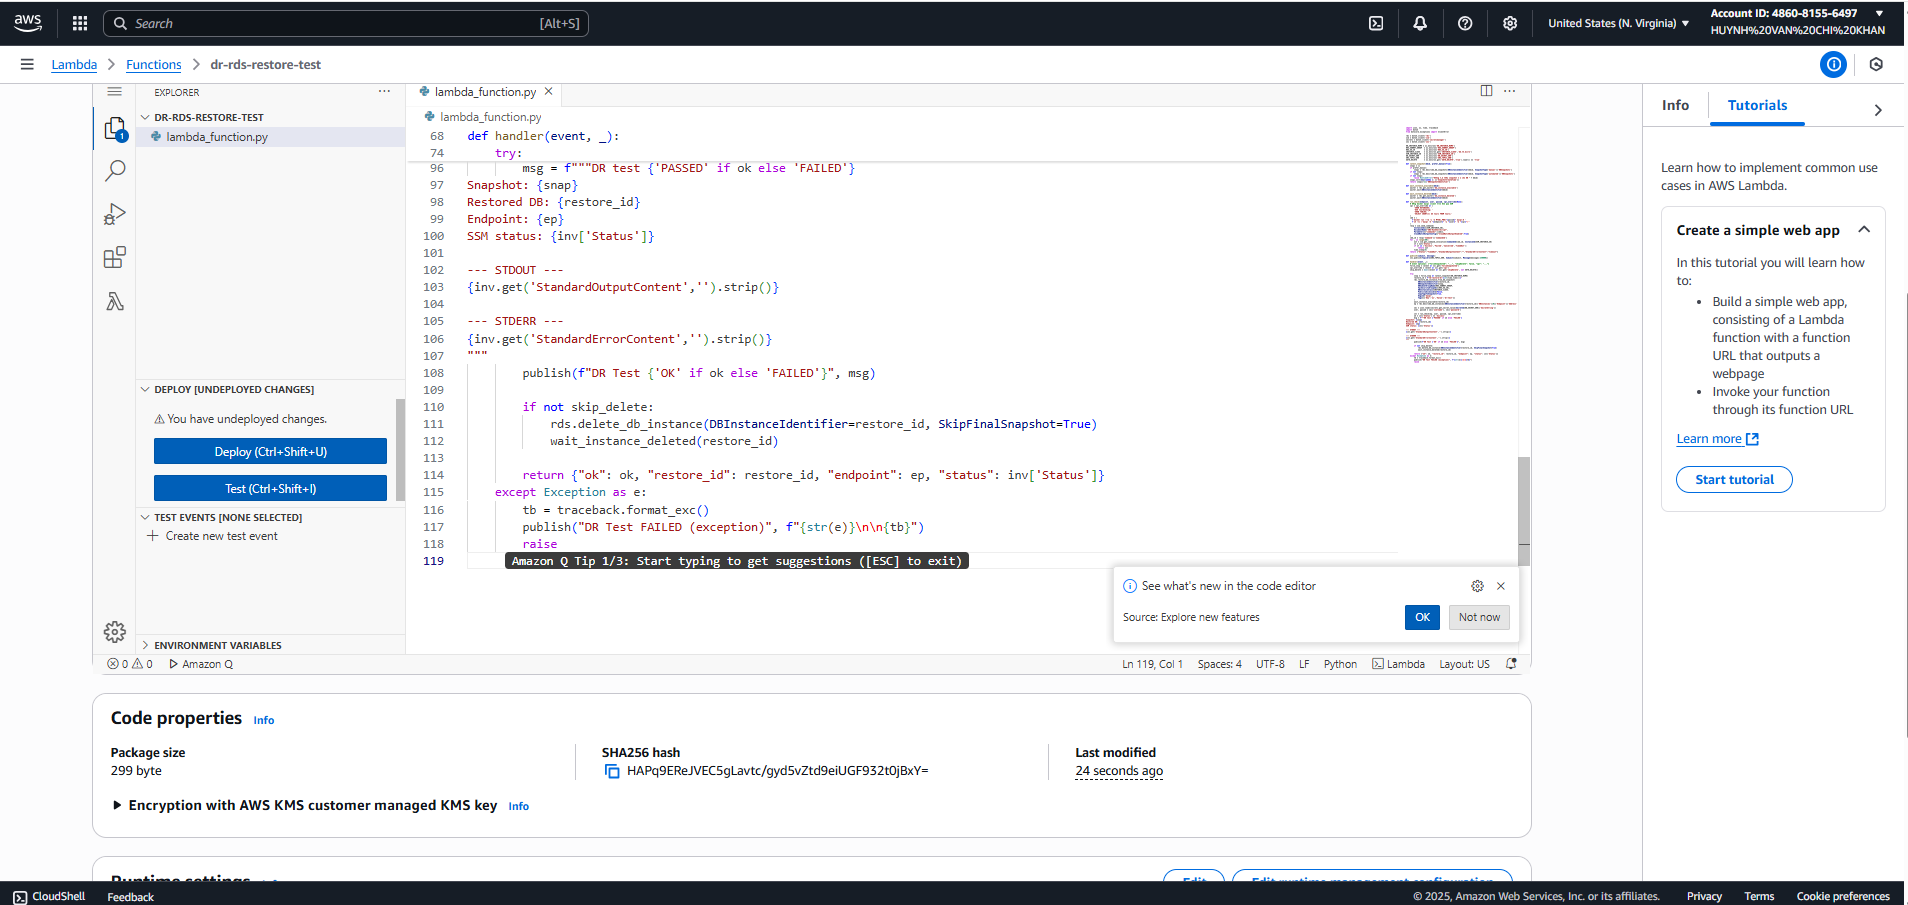 aws
Search [Alt+S]
United States (N. Virginia)
Account ID: 4860-8155-6497
HUYNH%20VAN%20CHI%20KHAN
Lambda > Functions > dr-rds-restore-test
EXPLORER
DR-RDS-RESTORE-TEST
lambda_function.py
1
DEPLOY [UNDEPLOYED CHANGES]
You have undeployed changes.
Deploy (Ctrl+Shift+U)
Test (Ctrl+Shift+I)
TEST EVENTS [NONE SELECTED]
Create new test event
ENVIRONMENT VARIABLES
lambda_function.py
lambda_function.py
68 def handler(event, _):
74 try:
96 msg = f"""DR test {'PASSED' if ok else 'FAILED'}
97 Snapshot: {snap}
98 Restored DB: {restore_id}
99 Endpoint: {ep}
100 SSM status: {inv['Status']}
101
102 --- STDOUT ---
103 {inv.get('StandardOutputContent','').strip()}
104
105 --- STDERR ---
106 {inv.get('StandardErrorContent','').strip()}
107 """
108 publish(f"DR Test {'OK' if ok else 'FAILED'}", msg)
109
110 if not skip_delete:
111 rds.delete_db_instance(DBInstanceIdentifier=restore_id, SkipFinalSnapshot=True)
112 wait_instance_deleted(restore_id)
113
114 return {"ok": ok, "restore_id": restore_id, "endpoint": ep, "status": inv['Status']}
115 except Exception as e:
116 tb = traceback.format_exc()
117 publish("DR Test FAILED (exception)", f"{str(e)}\n\n{tb}")
118 raise
119
Amazon Q Tip 1/3: Start typing to get suggestions ([ESC] to exit)
See what's new in the code editor
Source: Explore new features
OK
Not now
0 0 Amazon Q
Ln 119, Col 1 Spaces: 4 UTF-8 LF Python Lambda Layout: US
Info
Tutorials
Learn how to implement common use
cases in AWS Lambda.
Create a simple web app
In this tutorial you will learn how
to:
• Build a simple web app,
consisting of a Lambda
function with a function
URL that outputs a
webpage
• Invoke your function
through its function URL
Learn more
Start tutorial
Code properties Info
Package size
299 byte
SHA256 hash
HAPq9EReJVEC5gLavtc/gyd5vZtd9eiUGF932t0jBxY=
Last modified
24 seconds ago
Encryption with AWS KMS customer managed KMS key Info
Runtime settings
Edit
Edit runtime management configuration
CloudShell Feedback
© 2025, Amazon Web Services, Inc. or its affiliates. Privacy Terms Cookie preferences